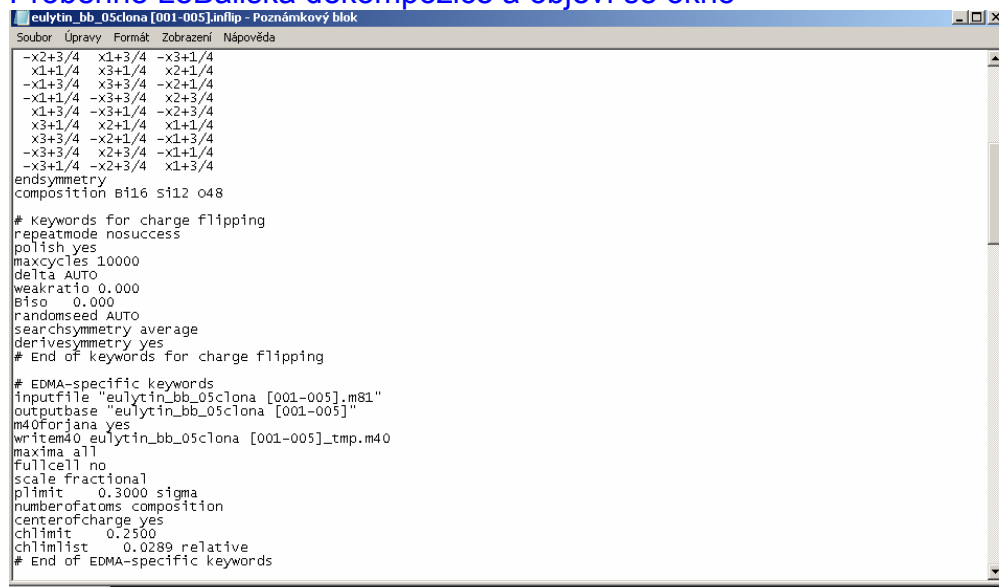 Proběhne LeBailska dekompozice a objeví se okno
eulytin_bb_05clona [001-005].inflip - Poznámkový blok
Soubor Úpravy Formát Zobrazení Nápověda
-x2+3/4 x1+3/4 -x3+1/4
x1+1/4 x3+1/4 x2+1/4
-x1+3/4 x3+3/4 -x2+1/4
-x1+1/4 -x3+3/4 x2+3/4
x1+3/4 -x3+1/4 -x2+3/4
x3+1/4 x2+1/4 x1+1/4
x3+3/4 -x2+1/4 -x1+3/4
-x3+3/4 x2+3/4 -x1+1/4
-x3+1/4 -x2+3/4 x1+3/4
endsymmetry
composition Bi16 Si12 O48
# Keywords for charge flipping
repeatmode nosuccess
polish yes
maxcycles 10000
delta AUTO
weakratio 0.000
Biso 0.000
randomseed AUTO
searchsymmetry average
derivesymmetry yes
# End of keywords for charge flipping
# EDMA-specific keywords
inputfile "eulytin_bb_05clona [001-005].m81"
outputbase "eulytin_bb_05clona [001-005]"
m40forjana yes
writem40 eulytin_bb_05clona [001-005]_tmp.m40
maxima all
fullcell no
scale fractional
plimit 0.3000 sigma
numberofatoms composition
centerofcharge yes
chlimit 0.2500
chlimlist 0.0289 relative
# End of EDMA-specific keywords